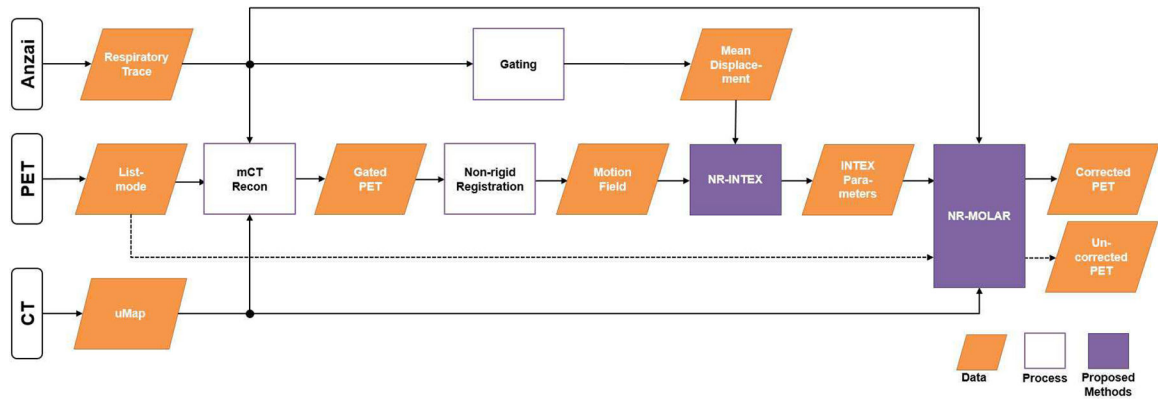 Anzai
Respiratory
Trace
Gating
Mean
Displace-
ment
PET
List-
mode
mCT
Recon
Gated
PET
Non-rigid
Registration
Motion
Field
NR-INTEX
INTEX
Para-
meters
NR-MOLAR
Corrected
PET
Un-
corrected
PET
CT
uMap
Data
Process
Proposed
Methods